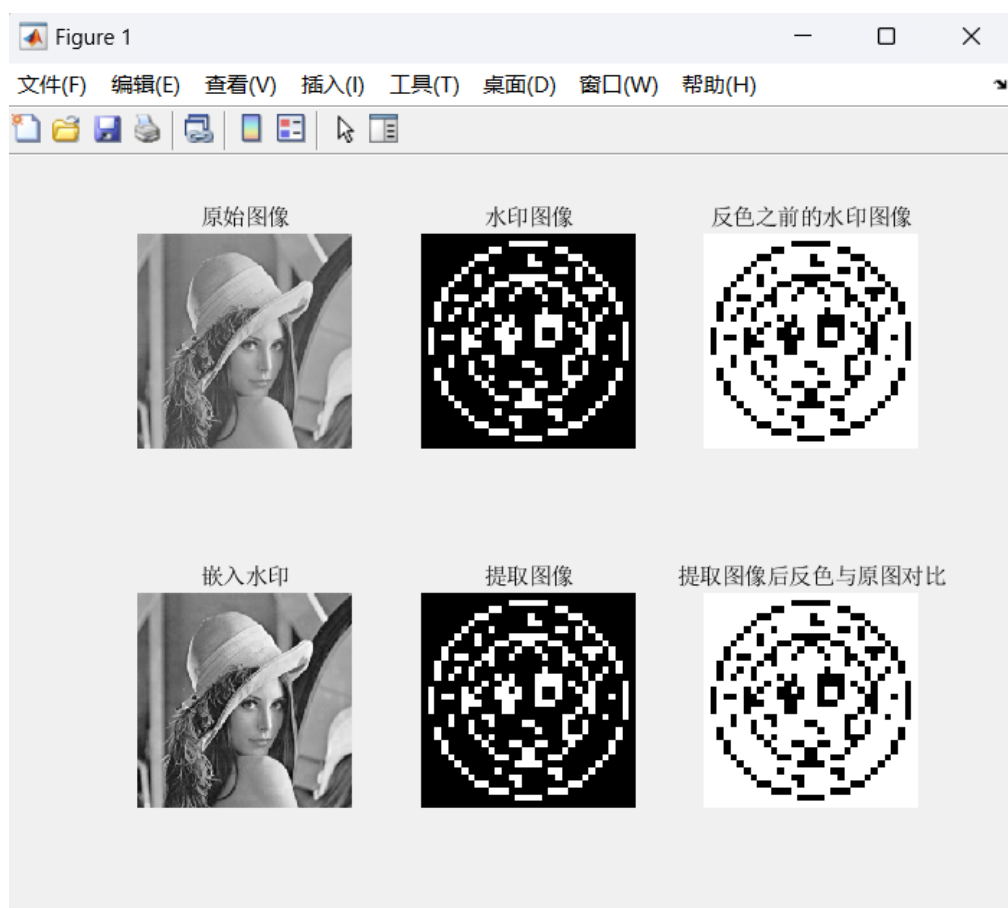 Figure 1
文件(F) 编辑(E) 查看(V) 插入(I) 工具(T) 桌面(D) 窗口(W) 帮助(H)
原始图像 水印图像 反色之前的水印图像
嵌入水印 提取图像 提取图像后反色与原图对比